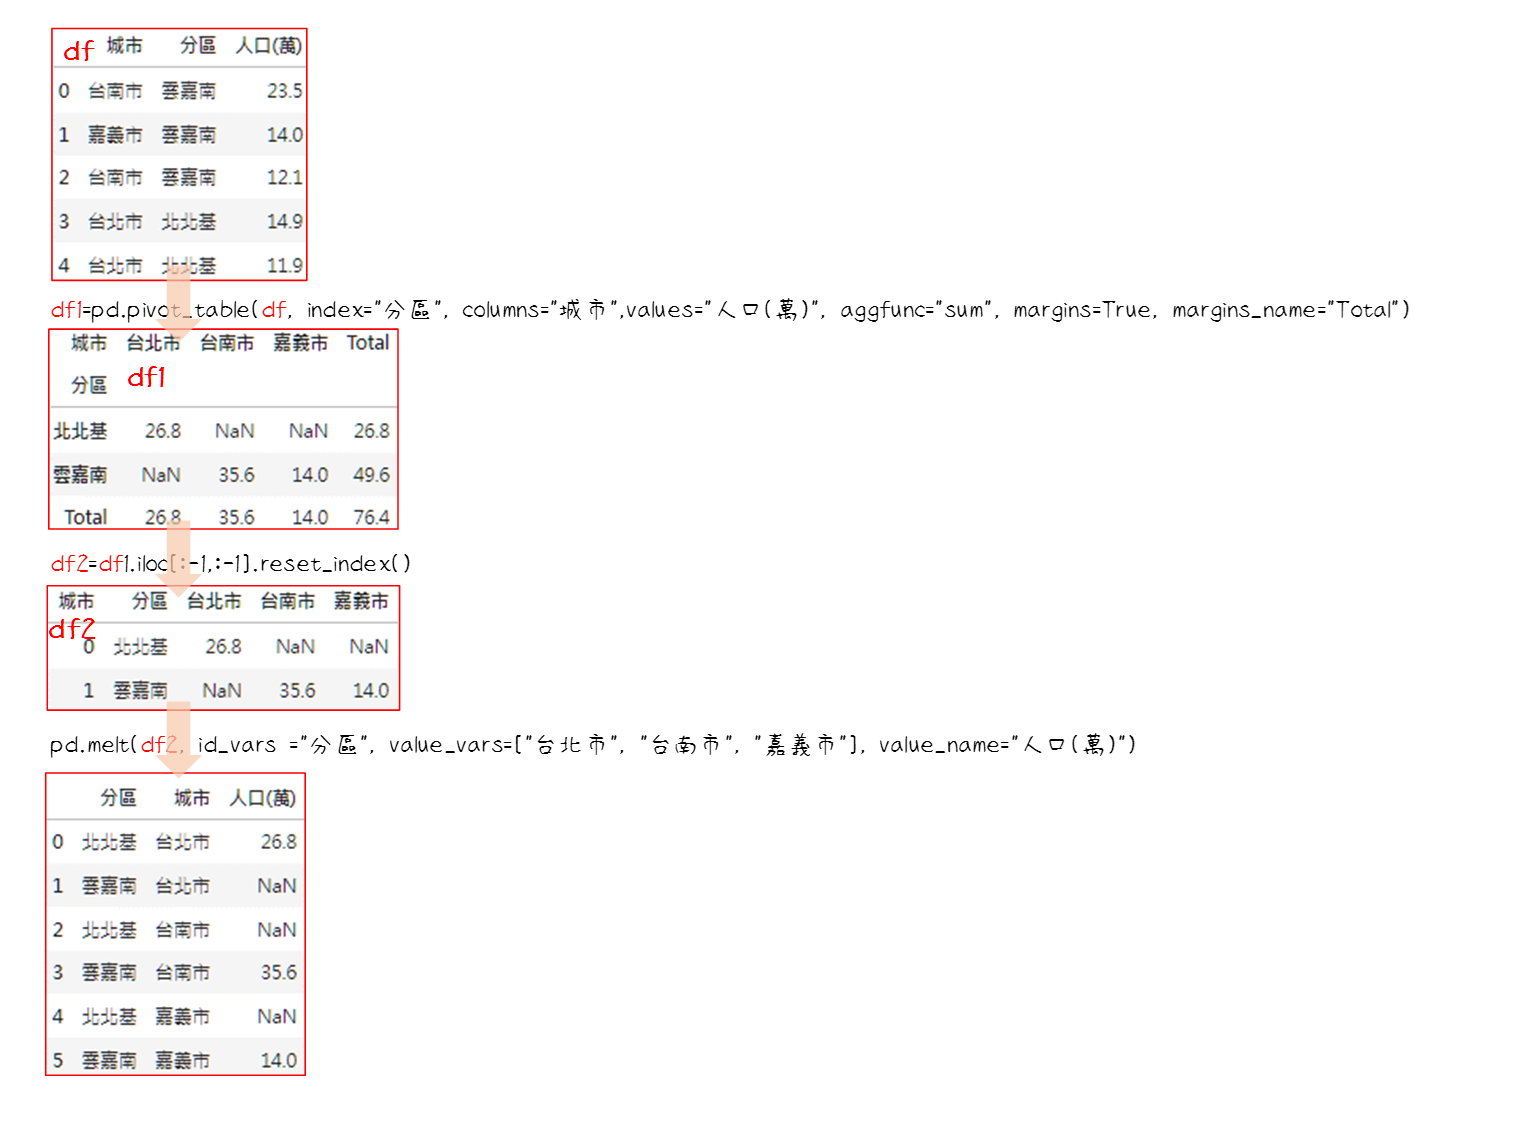 df 城市 分區 人口(萬)
0 台南市 雲嘉南 23.5
1 嘉義市 雲嘉南 14.0
2 台南市 雲嘉南 12.1
3 台北市 北北基 14.9
4 台北市 北北基 11.9
df1=pd.pivot_table(df, index="分區", columns="城市",values="人口(萬)", aggfunc="sum", margins=True, margins_name="Total")
城市 台北市 台南市 嘉義市 Total
分區 df1
北北基 26.8 NaN NaN 26.8
雲嘉南 NaN 35.6 14.0 49.6
Total 26.8 35.6 14.0 76.4
df2=df1.iloc[:-1,:-1].reset_index()
城市 分區 台北市 台南市 嘉義市
df2
0 北北基 26.8 NaN NaN
1 雲嘉南 NaN 35.6 14.0
pd.melt(df2, id_vars ="分區", value_vars=["台北市", "台南市", "嘉義市"], value_name="人口(萬)")
分區 城市 人口(萬)
0 北北基 台北市 26.8
1 雲嘉南 台北市 NaN
2 北北基 台南市 NaN
3 雲嘉南 台南市 35.6
4 北北基 嘉義市 NaN
5 雲嘉南 嘉義市 14.0